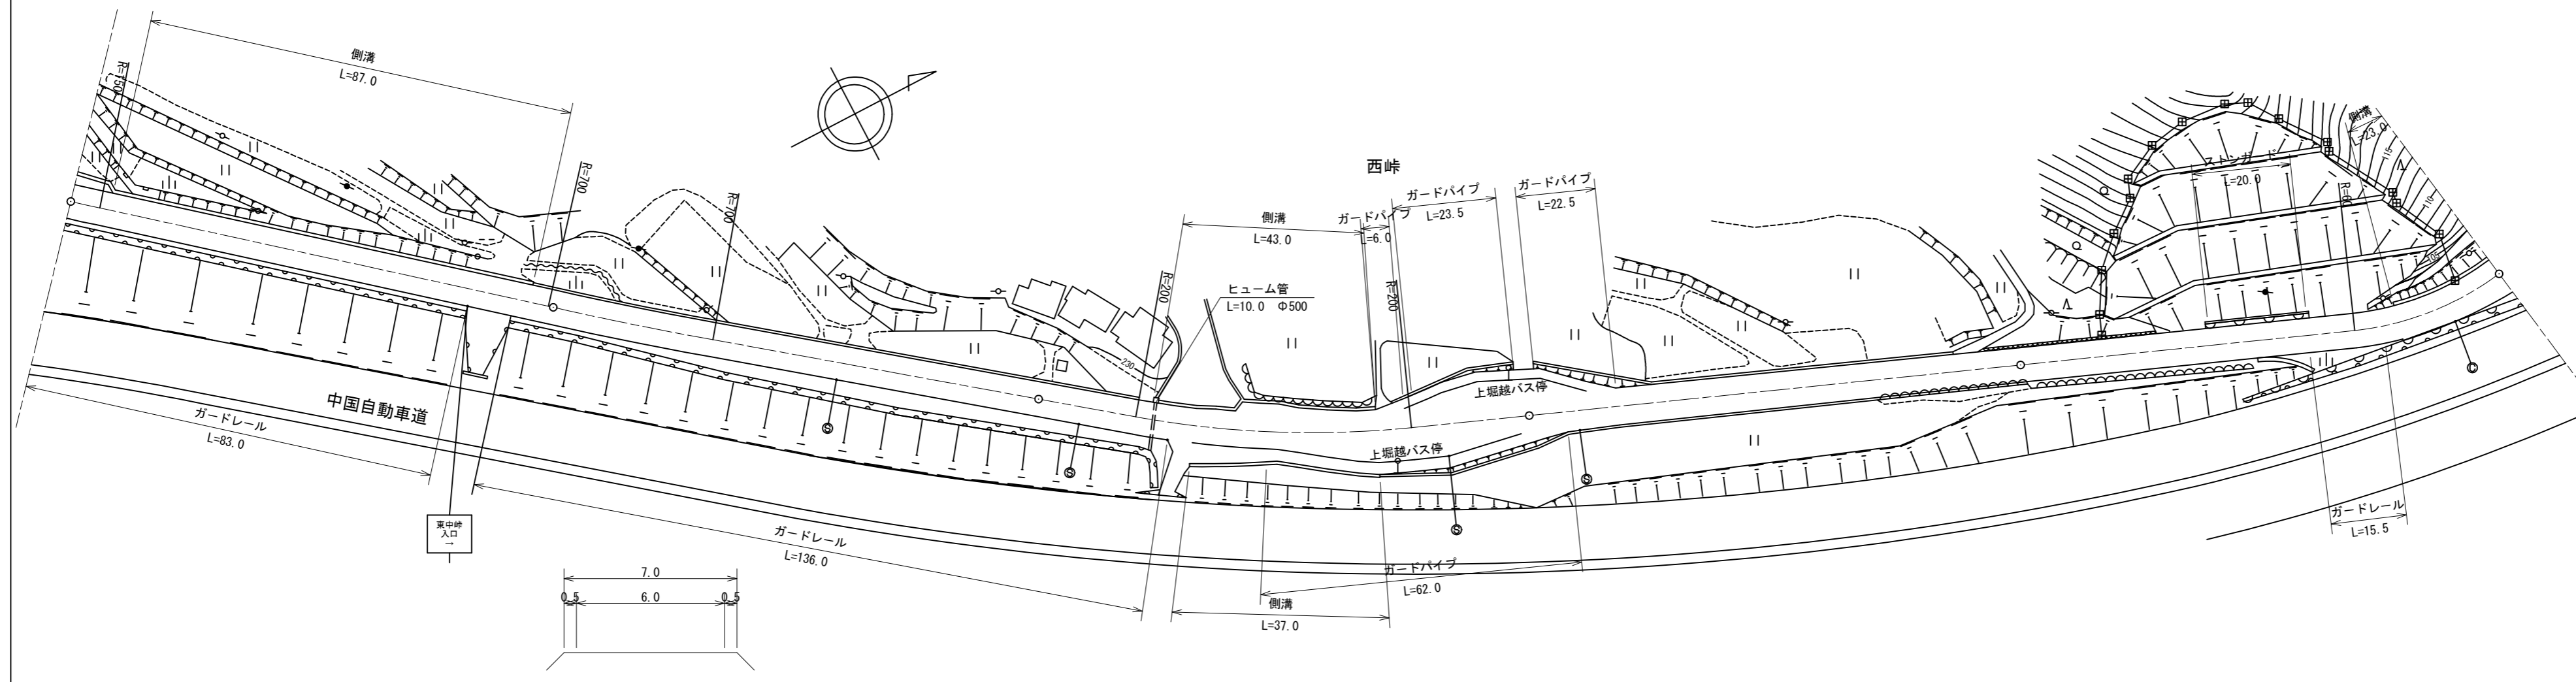 側溝
L=87.0
R=700
R=700
中国自動車道
ガードレール
L=83.0
東中峠
入口
→
7.0
0.5
6.0
0.5
ガードレール
L=136.0
230
R=200
側溝
L=43.0
ヒューム管
L=10.0 Φ500
西峠
ガードパイプ
L=6.0
ガードパイプ
L=23.5
ガードパイプ
L=22.5
R=200
上堀越バス停
上堀越バス停
ガードパイプ
L=62.0
側溝
L=37.0
ストンガード
L=20.0
側溝
L=23.0
15
10
105
ガードレール
L=15.5
S
S
S
S
C